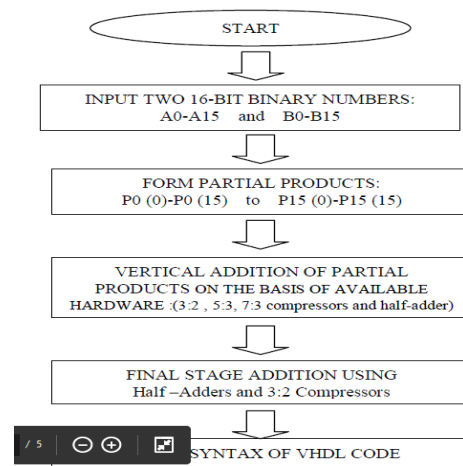 START
INPUT TWO 16-BIT BINARY NUMBERS:
A0-A15 and B0-B15
FORM PARTIAL PRODUCTS:
P0 (0)-P0 (15) to P15 (0)-P15 (15)
VERTICAL ADDITION OF PARTIAL
PRODUCTS ON THE BASIS OF AVAILABLE
HARDWARE :(3:2 , 5:3, 7:3 compressors and half-adder)
FINAL STAGE ADDITION USING
Half –Adders and 3:2 Compressors
/ 5
SYNTAX OF VHDL CODE